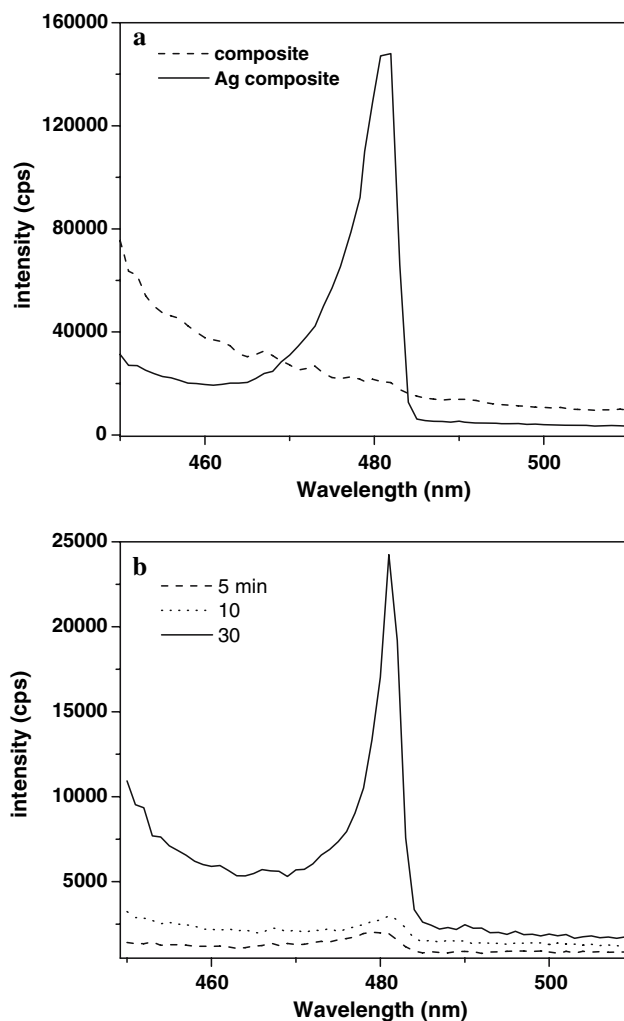 160000
a
composite
Ag composite
120000
80000
40000
0
intensity (cps)
460
480
500
Wavelength (nm)
25000
b
5 min
10
30
20000
15000
10000
5000
intensity (cps)
460
480
500
Wavelength (nm)